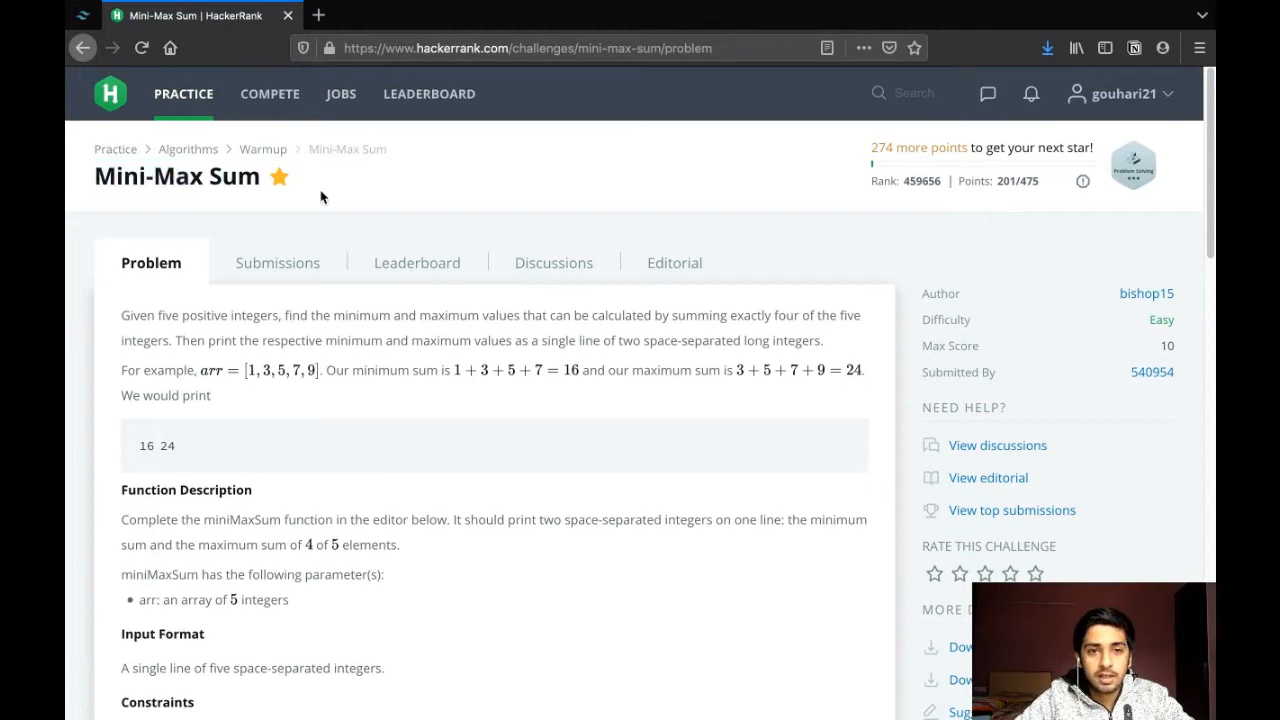 Mini-Max Sum | HackerRank
https://www.hackerrank.com/challenges/mini-max-sum/problem
H PRACTICE COMPETE JOBS LEADERBOARD Search gouhari21
Practice Algorithms Warmup Mini-Max Sum
Mini-Max Sum
274 more points to get your next star!
Rank: 459656 | Points: 201/475
Problem Solving
Problem Submissions Leaderboard Discussions Editorial
Given five positive integers, find the minimum and maximum values that can be calculated by summing exactly four of the five
integers. Then print the respective minimum and maximum values as a single line of two space-separated long integers.
For example, arr = [1, 3, 5, 7, 9]. Our minimum sum is 1 + 3 + 5 + 7 = 16 and our maximum sum is 3 + 5 + 7 + 9 = 24.
We would print
16 24
Function Description
Complete the miniMaxSum function in the editor below. It should print two space-separated integers on one line: the minimum
sum and the maximum sum of 4 of 5 elements.
miniMaxSum has the following parameter(s):
• arr: an array of 5 integers
Input Format
A single line of five space-separated integers.
Constraints
Author bishop15
Difficulty Easy
Max Score 10
Submitted By 540954
NEED HELP?
View discussions
View editorial
View top submissions
RATE THIS CHALLENGE
MORE D
Dow
Dow
Sug